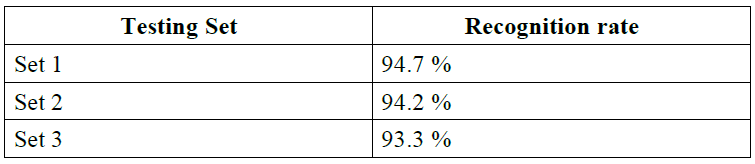 Testing Set Recognition rate
Set 1 94.7 %
Set 2 94.2 %
Set 3 93.3 %